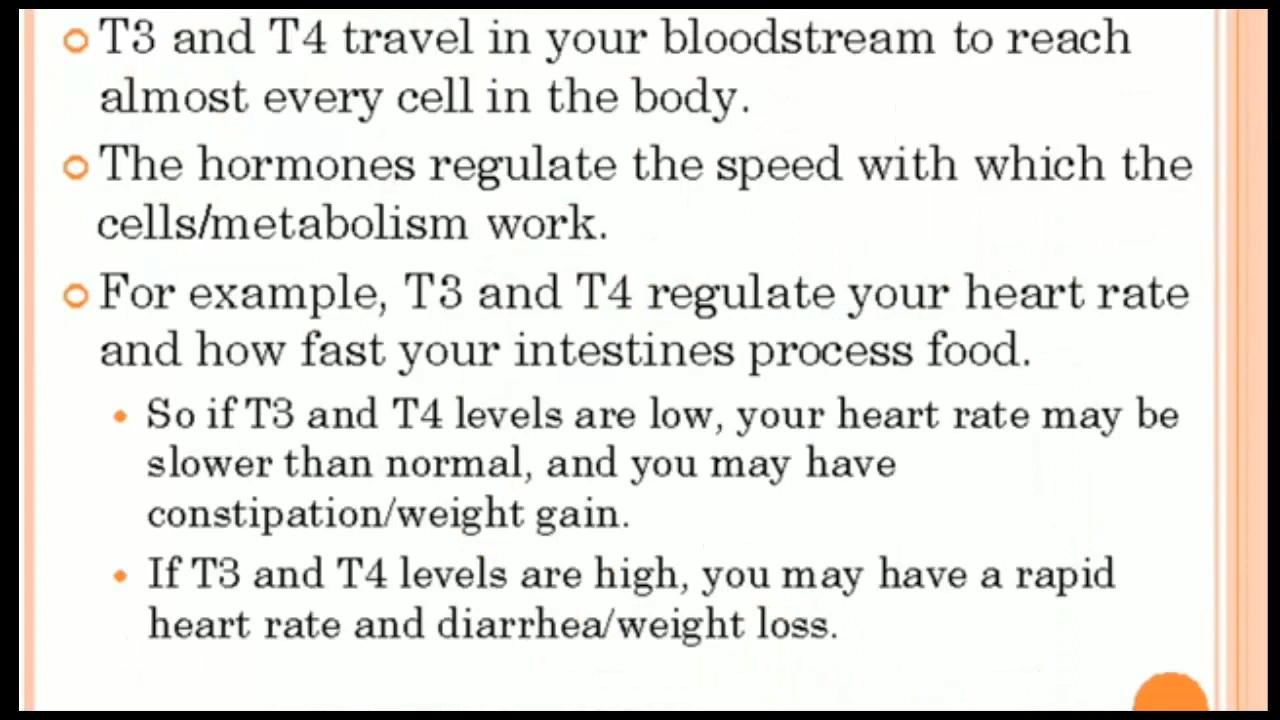 T3 and T4 travel in your bloodstream to reach
almost every cell in the body.
The hormones regulate the speed with which the
cells/metabolism work.
For example, T3 and T4 regulate your heart rate
and how fast your intestines process food.
So if T3 and T4 levels are low, your heart rate may be
slower than normal, and you may have
constipation/weight gain.
If T3 and T4 levels are high, you may have a rapid
heart rate and diarrhea/weight loss.